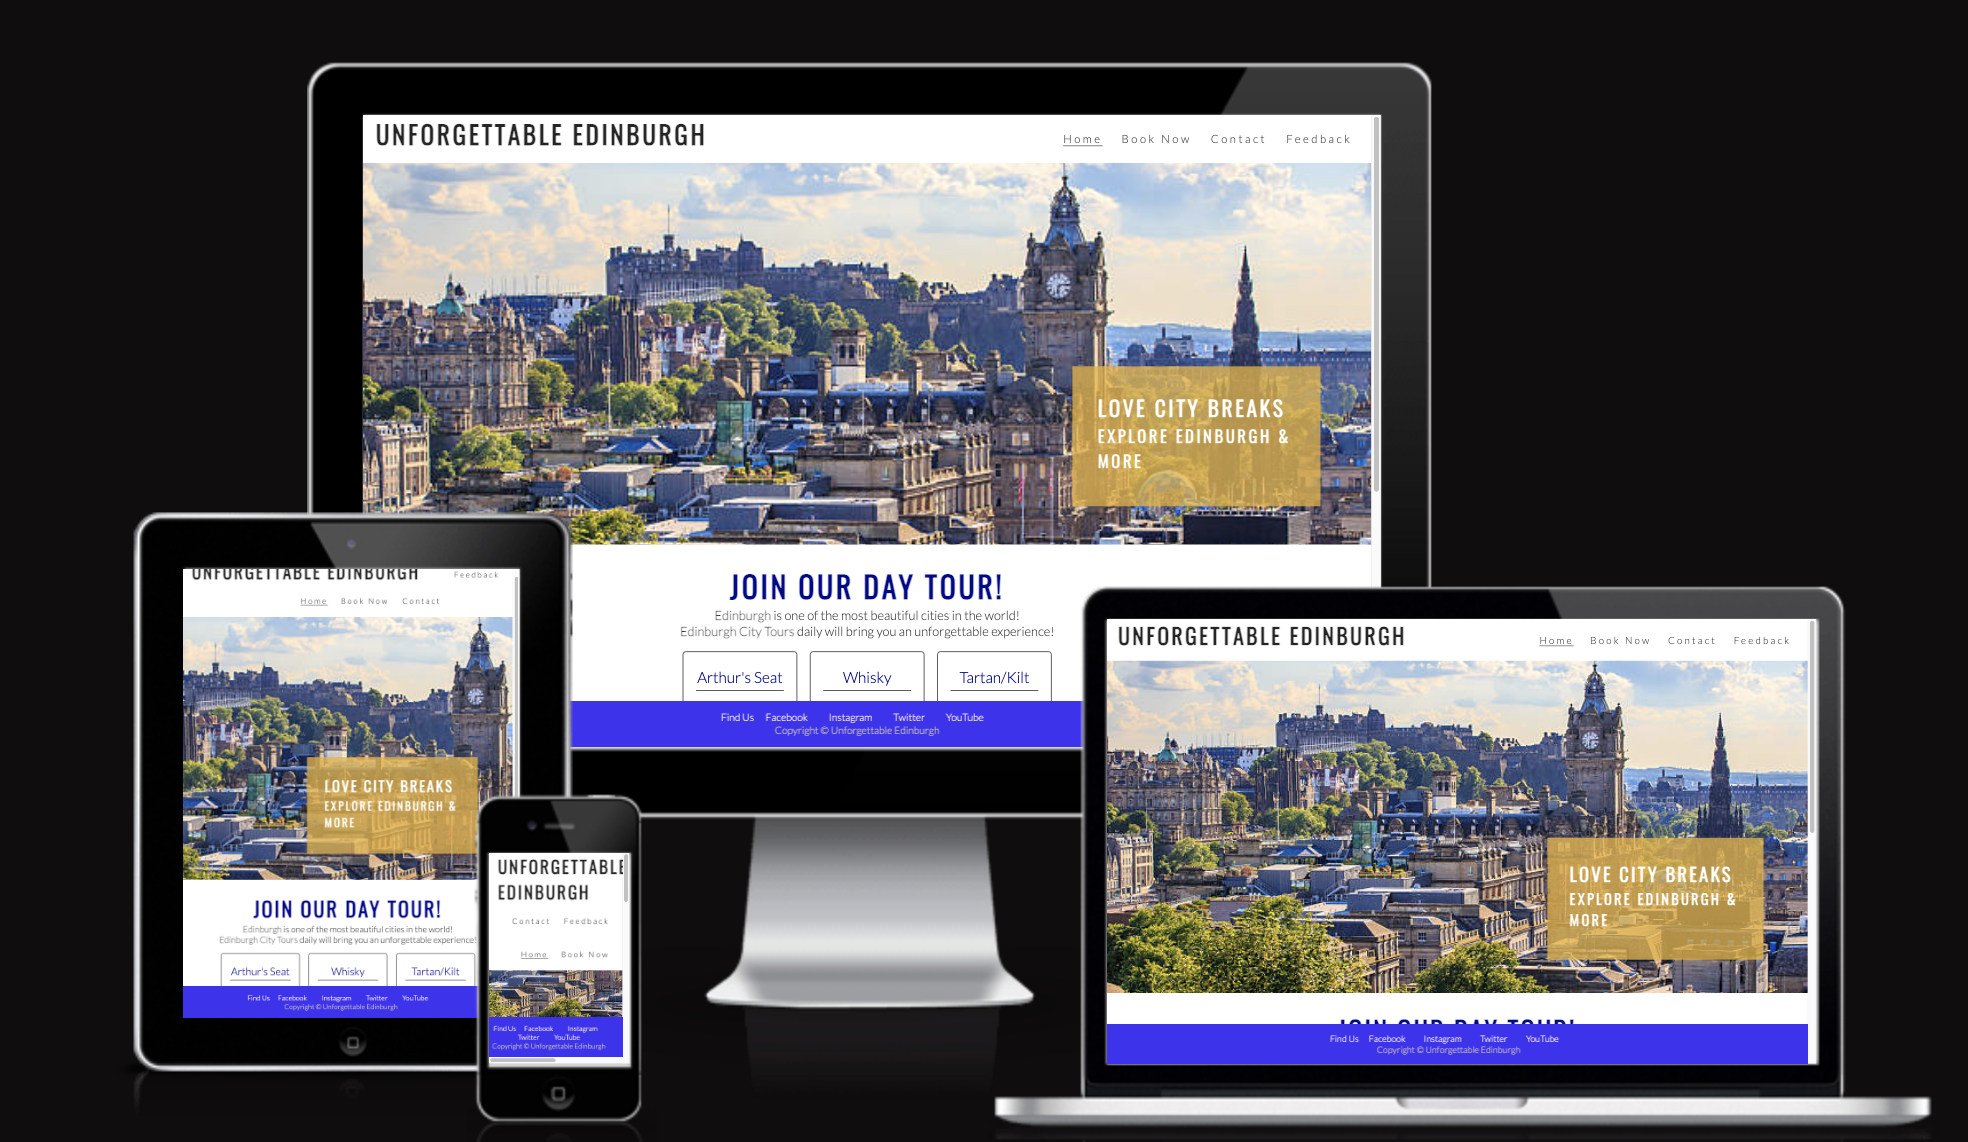 UNFORGETTABLE EDINBURGH
Home Book Now Contact Feedback
LOVE CITY BREAKS
EXPLORE EDINBURGH &
MORE
JOIN OUR DAY TOUR!
Edinburgh is one of the most beautiful cities in the world!
Edinburgh City Tours daily will bring you an unforgettable experience!
Arthur's Seat Whisky Tartan/Kilt
Find Us Facebook Instagram Twitter YouTube
Copyright © Unforgettable Edinburgh
UNFORGETTABLE EDINBURGH
Feedback
Home Book Now Contact
LOVE CITY BREAKS
EXPLORE EDINBURGH &
MORE
JOIN OUR DAY TOUR!
Edinburgh is one of the most beautiful cities in the world!
Edinburgh City Tours daily will bring you an unforgettable experience!
Arthur's Seat Whisky Tartan/Kilt
Find Us Facebook Instagram Twitter YouTube
Copyright © Unforgettable Edinburgh
UNFORGETTABLE
EDINBURGH
Contact Feedback
Home Book Now
Find Us Facebook Instagram
Twitter YouTube
Copyright © Unforgettable Edinburgh
UNFORGETTABLE EDINBURGH
Home Book Now Contact Feedback
LOVE CITY BREAKS
EXPLORE EDINBURGH &
MORE
JOIN OUR DAY TOUR!
Find Us Facebook Instagram Twitter YouTube
Copyright © Unforgettable Edinburgh